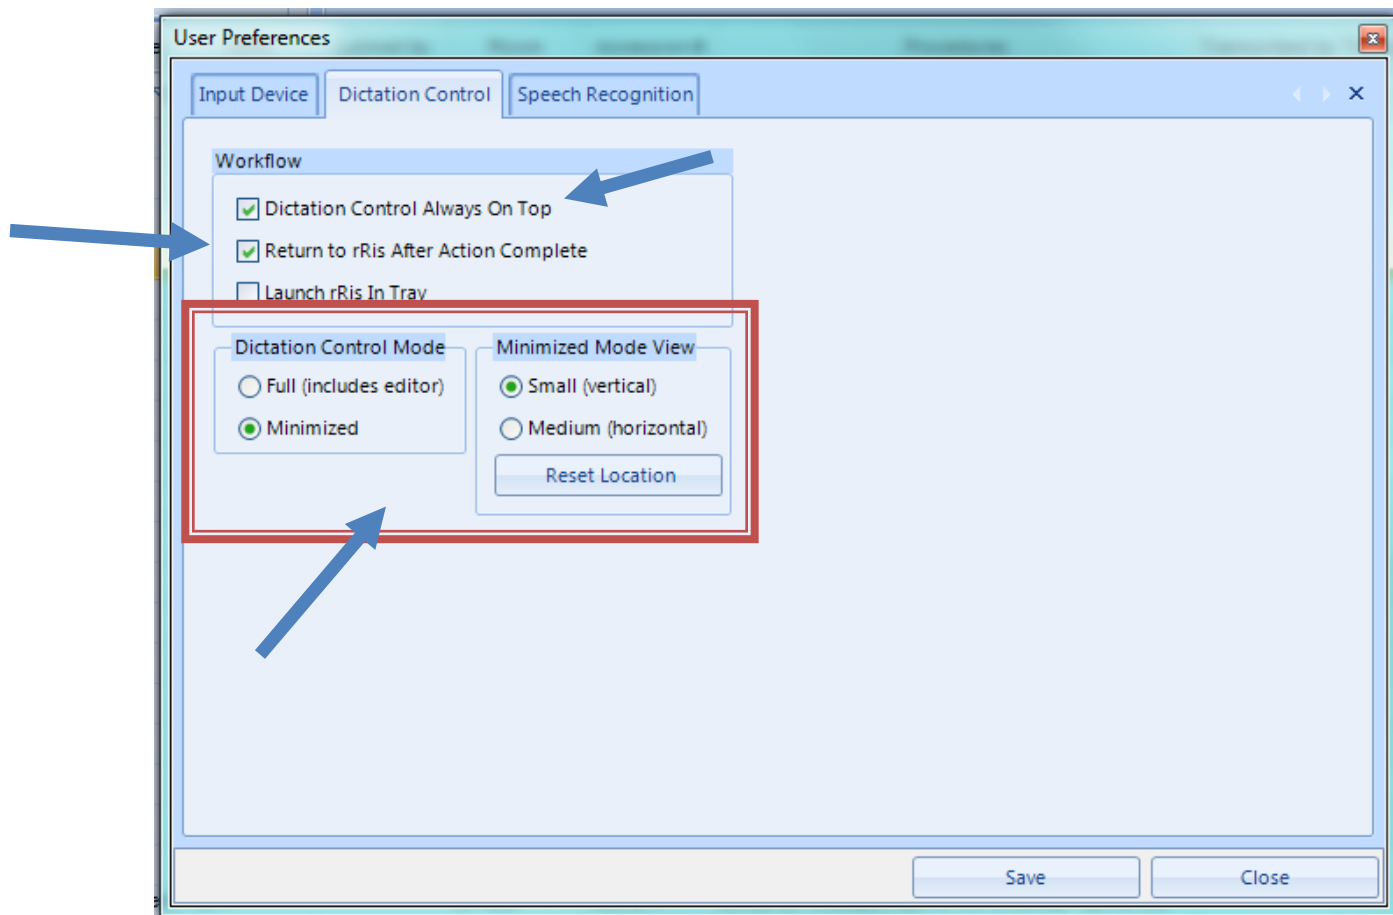 User Preferences
Input Device Dictation Control Speech Recognition
Workflow
Dictation Control Always On Top
Return to rRis After Action Complete
Launch rRis In Tray
Dictation Control Mode
Full (includes editor)
Minimized
Minimized Mode View
Small (vertical)
Medium (horizontal)
Reset Location
Save Close